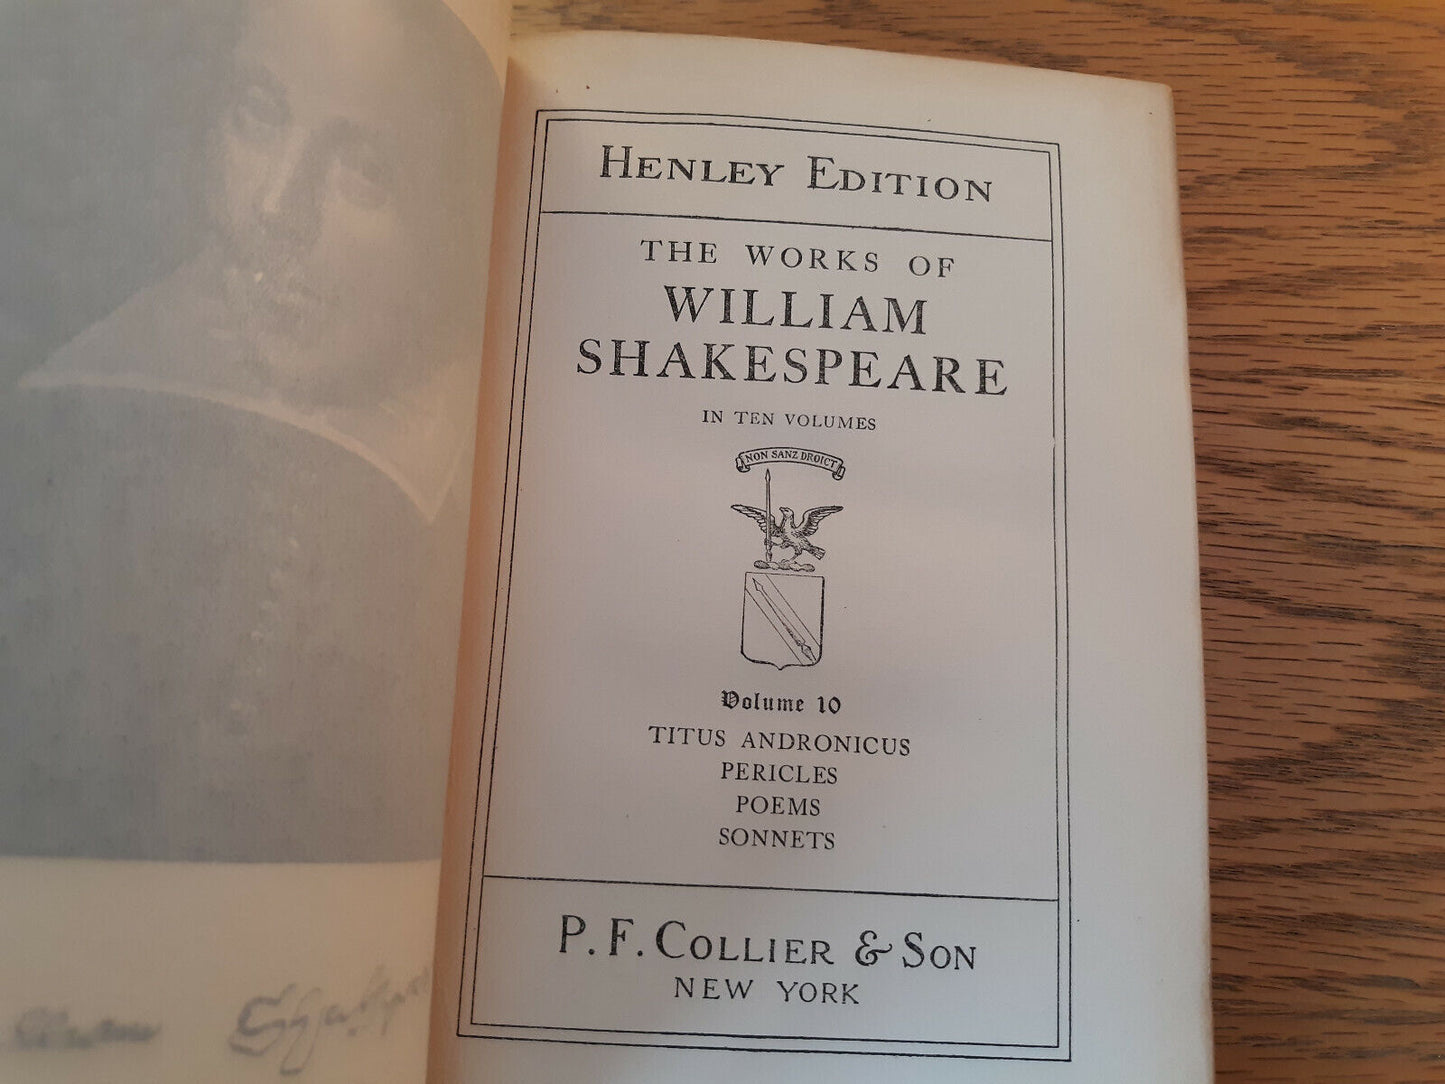 HENLEY EDITION
THE WORKS OF
WILLIAM
SHAKESPEARE
IN TEN VOLUMES
NON SANZ DROICT
Volume 10
TITUS ANDRONICUS
PERICLES
POEMS
SONNETS
P. F. COLLIER & SON
NEW YORK